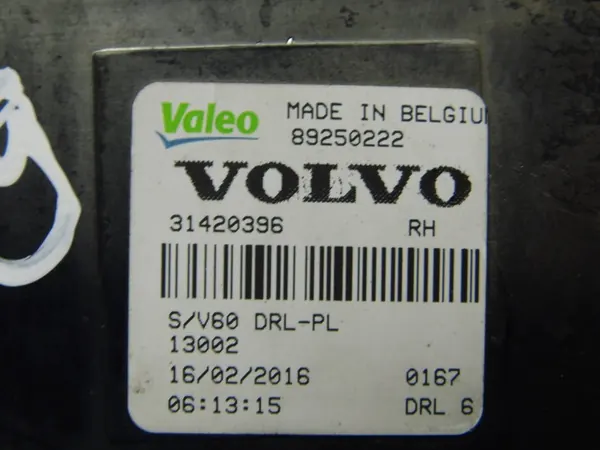 Valeo MADE IN BELGIUM
89250222
VOLVO
31420396 RH
S/V60 DRL-PL
13002
16/02/2016 0167
06:13:15 DRL 6